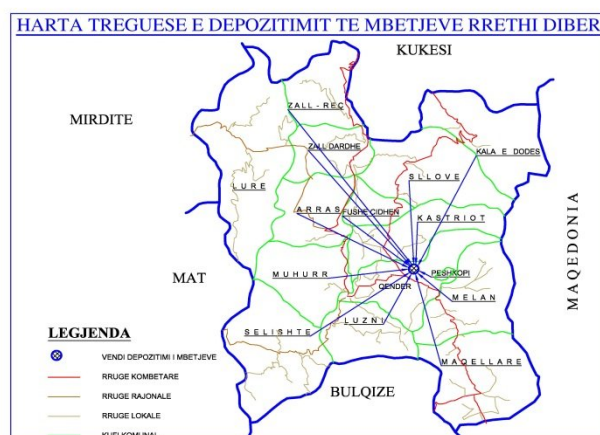 HARTA TREGUESE E DEPOZITIMIT TE MBETJEVE RRETHI DIBER
KUKESI
ZALL - REC
MIRDITE
ZALL DARDHE
KALA E DODES
SLLOVE
LURE
ARRAS
FUSHE CIDHEN
KASTRIOT
MAQEDONIA
MAT
MUHURR
PESHKOPI
QENDER
MELAN
LUZNI
SELISHTE
MAQELLARE
BULQIZE
LEGJENDA
VENDI DEPOZITIMI I MBETJEVE
RRUGE KOMBETARE
RRUGE RAJONALE
RRUGE LOKALE